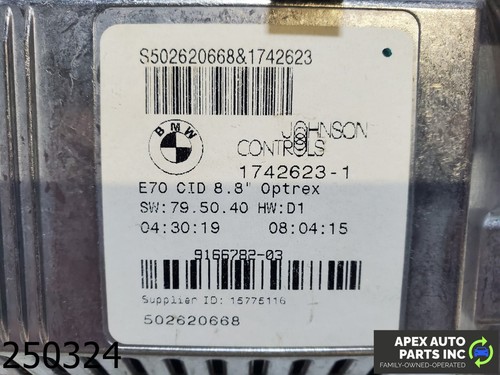 S502620668&1742623
BMW
JOHNSON
CONTROLS
1742623-1
E70 CID 8.8" Optrex
SW:79.50.40 HW:D1
04:30:19 08:04:15
9166782-03
Supplier ID: 15775116
502620668
250324
APEX AUTO
PARTS INC
FAMILY-OWNED-OPERATED